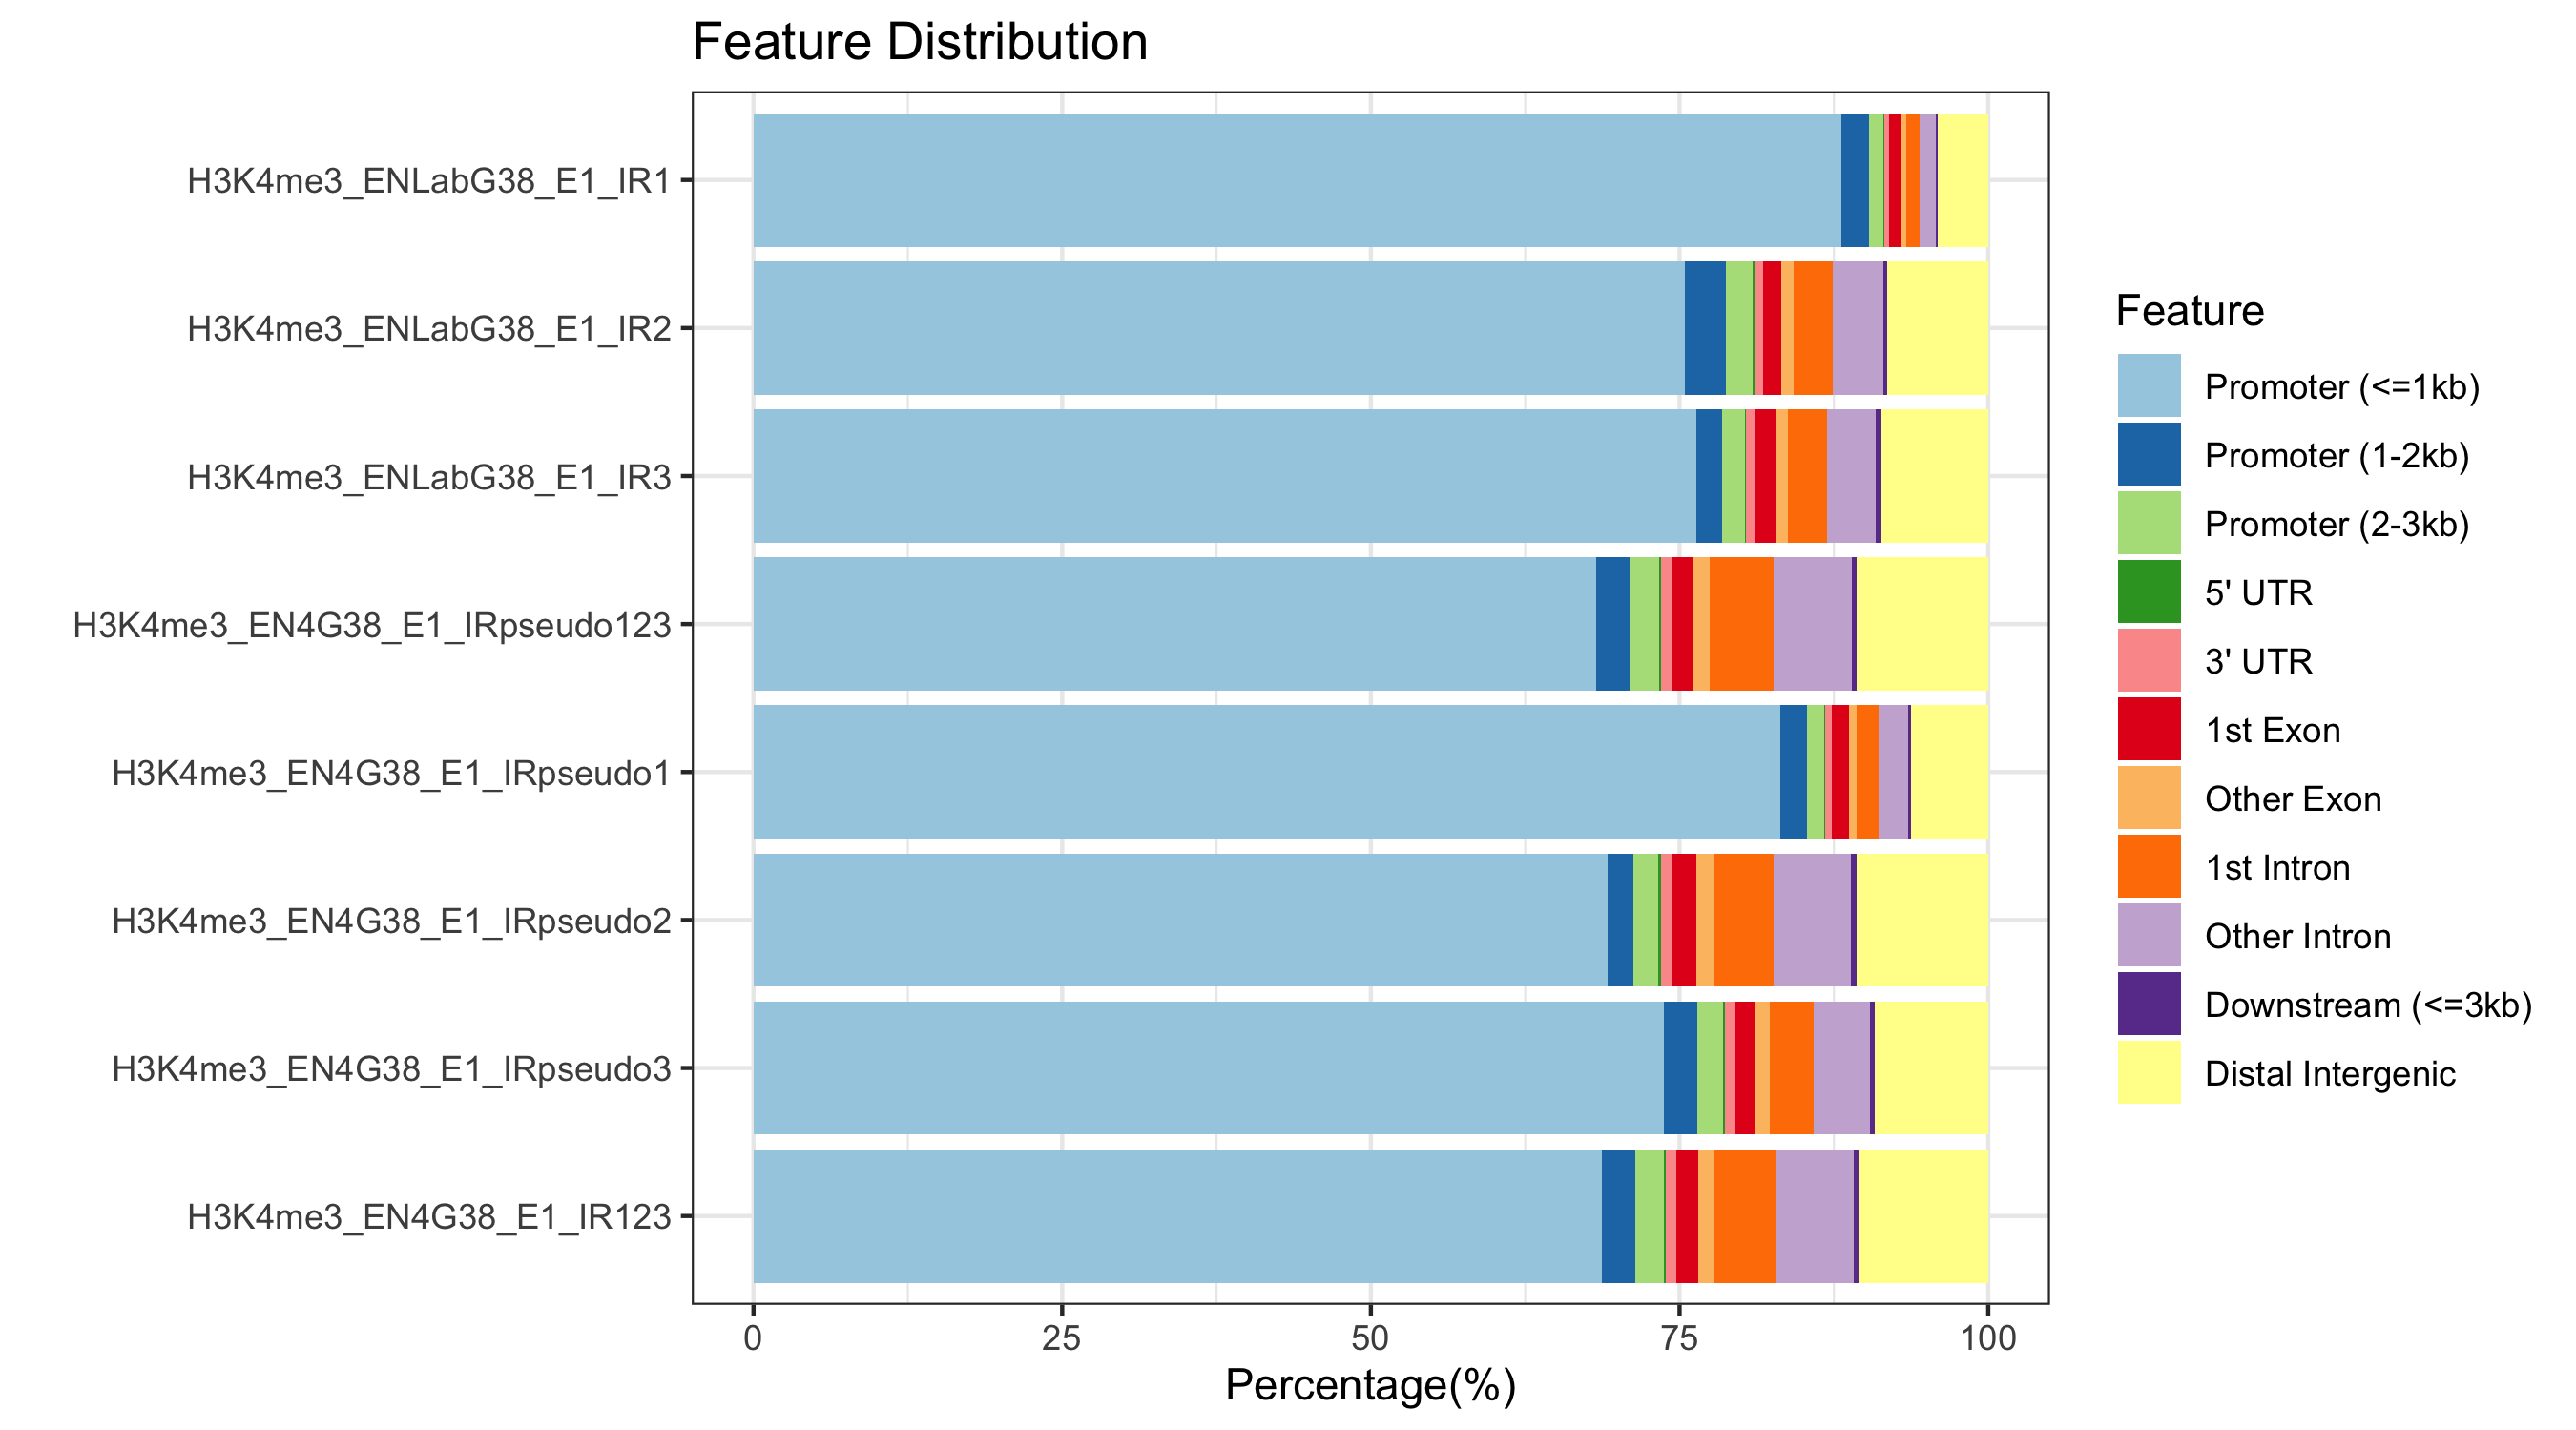 Feature Distribution
H3K4me3_ENLabG38_E1_IR1
H3K4me3_ENLabG38_E1_IR2
H3K4me3_ENLabG38_E1_IR3
H3K4me3_EN4G38_E1_IRpseudo123
H3K4me3_EN4G38_E1_IRpseudo1
H3K4me3_EN4G38_E1_IRpseudo2
H3K4me3_EN4G38_E1_IRpseudo3
H3K4me3_EN4G38_E1_IR123
0 25 50 75 100
Percentage(%)
Feature
Promoter (<=1kb)
Promoter (1-2kb)
Promoter (2-3kb)
5' UTR
3' UTR
1st Exon
Other Exon
1st Intron
Other Intron
Downstream (<=3kb)
Distal Intergenic